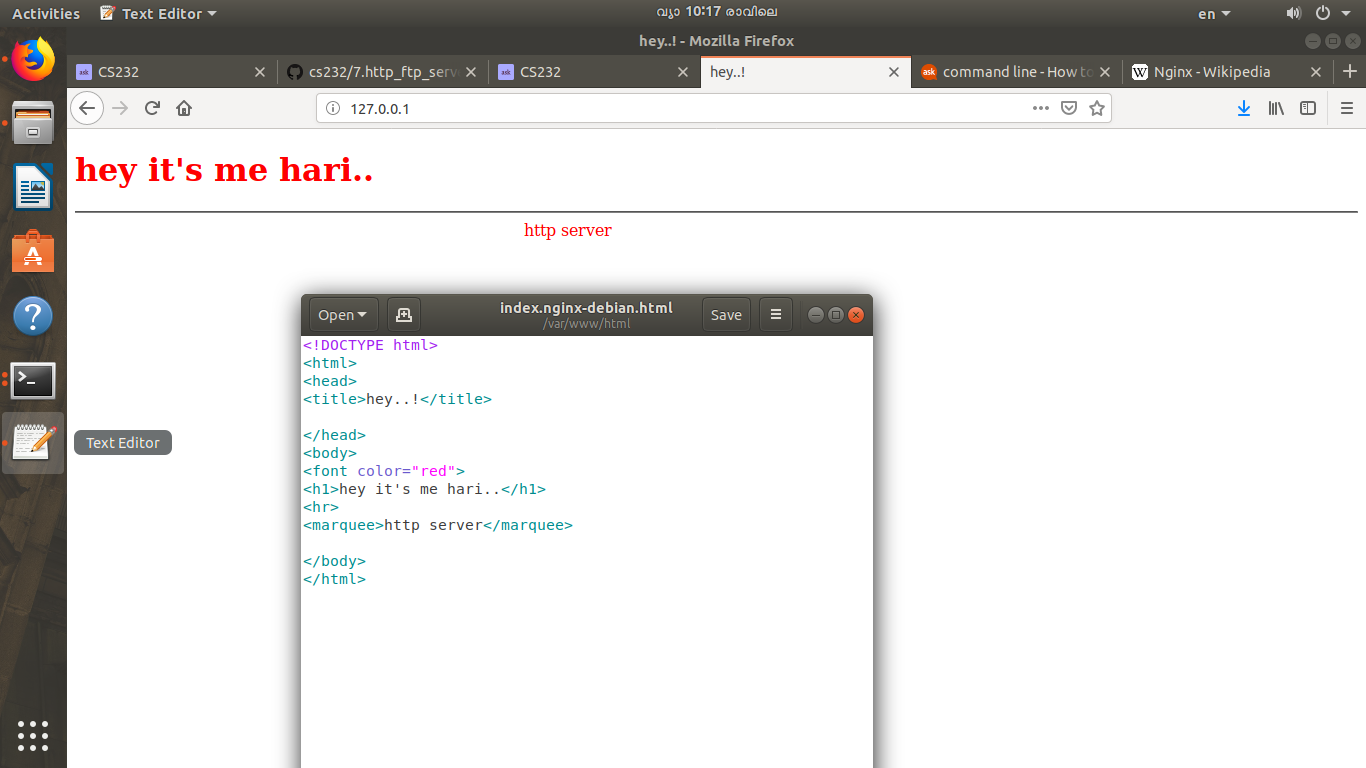 Activities Text Editor വ്യാ 10:17 രാവിലെ en
hey..! - Mozilla Firefox
ask CS232 cs232/7.http_ftp_serv ask CS232 hey..! ask command line - How to W Nginx - Wikipedia
127.0.0.1
hey it's me hari..
http server
Open index.nginx-debian.html Save
/var/www/html
<!DOCTYPE html>
<html>
<head>
<title>hey..!</title>
</head>
<body>
<font color="red">
<h1>hey it's me hari..</h1>
<hr>
<marquee>http server</marquee>
</body>
</html>
Text Editor